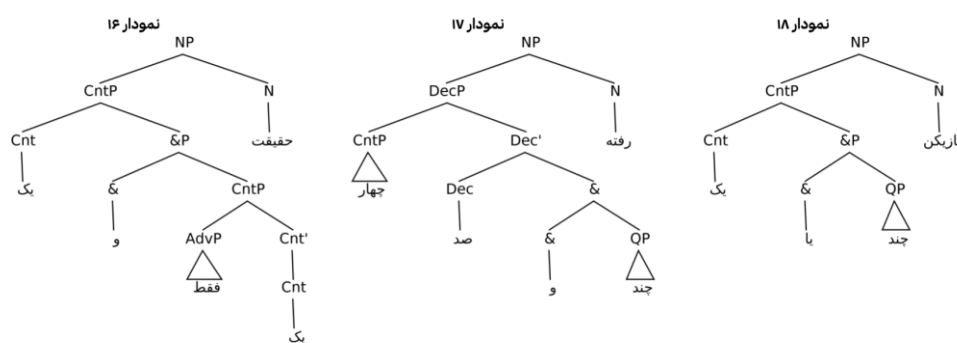 نمودار ۱۶ نمودار ۱۷ نمودار ۱۸
NP NP NP
CntP N DecP N CntP N
Cnt &P حقیقت CntP Dec' رفته Cnt &P بازیکن
یک & CntP چهار Dec & یک & QP
و AdvP Cnt' صد & QP یا چند
فقط Cnt و چند
یک